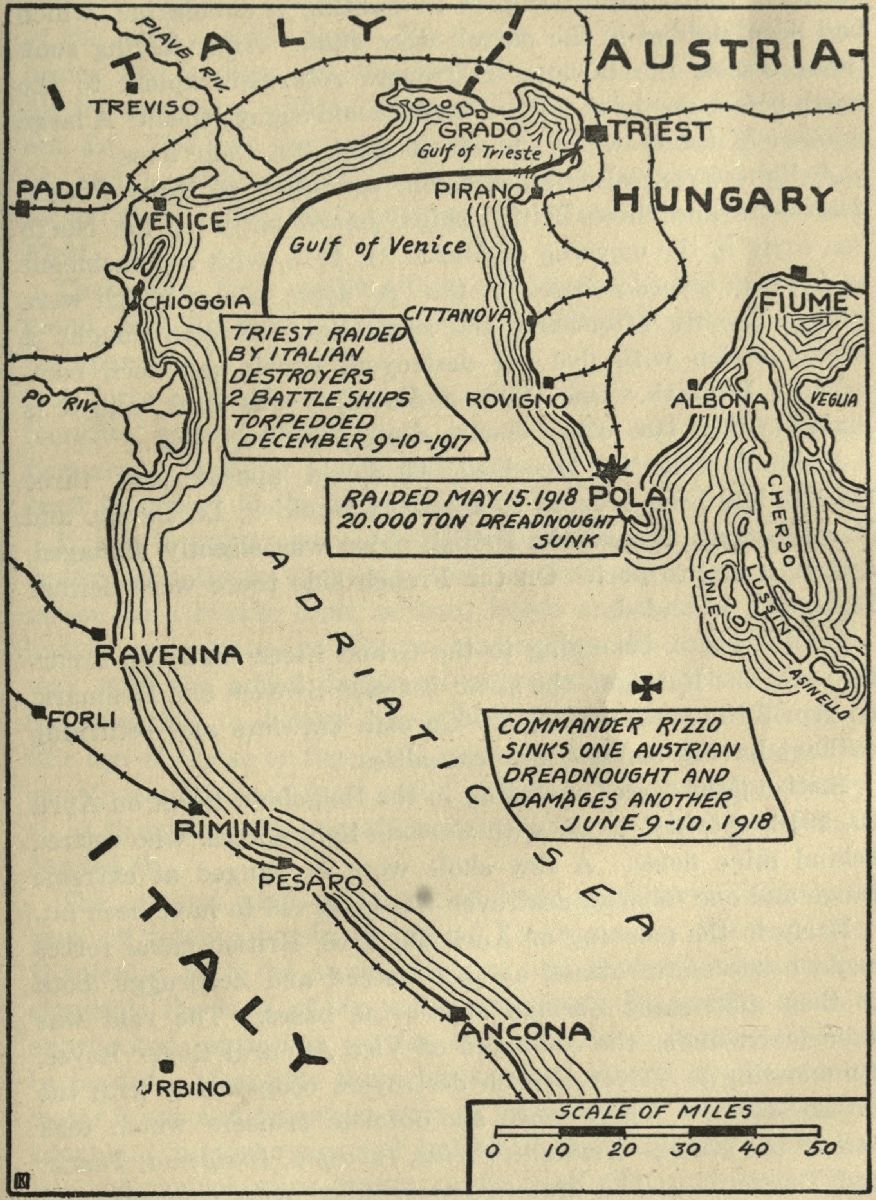 ITALY
PIAVE RIV.
AUSTRIA-
TREVISO
GRADO
TRIEST
Gulf of Trieste
PADUA
PIRANO
HUNGARY
VENICE
Gulf of Venice
CHIOGGIA
CITTANOVA
FIUME
TRIEST RAIDED
BY ITALIAN
DESTROYERS
2 BATTLE SHIPS
TORPEDOED
DECEMBER 9-10-1917
PO RIV.
ROVIGNO
ALBONA
VEGLIA
RAIDED MAY 15.1918
20.000 TON DREADNOUGHT
SUNK
POLA
CHERSO
ADRIATIC SEA
UNIE
LUSSIN
ASINELLO
RAVENNA
FORLI
COMMANDER RIZZO
SINKS ONE AUSTRIAN
DREADNOUGHT AND
DAMAGES ANOTHER
JUNE 9-10.1918
RIMINI
PESARO
ITALY
ANCONA
URBINO
SCALE OF MILES
0 10 20 30 40 50
K